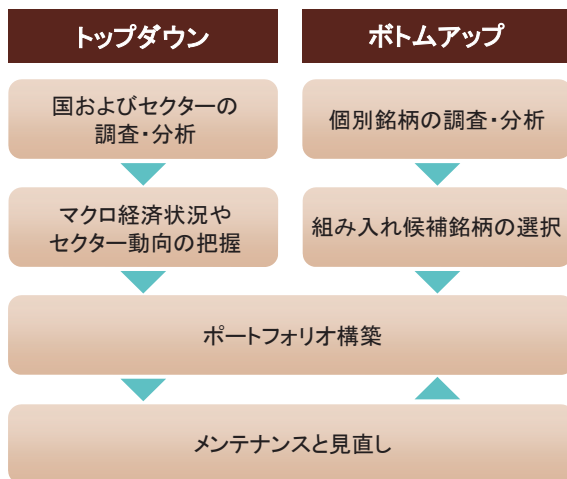 トップダウン
ボトムアップ
国およびセクターの
調査・分析
個別銘柄の調査・分析
マクロ経済状況や
セクター動向の把握
組み入れ候補銘柄の選択
ポートフォリオ構築
メンテナンスと見直し